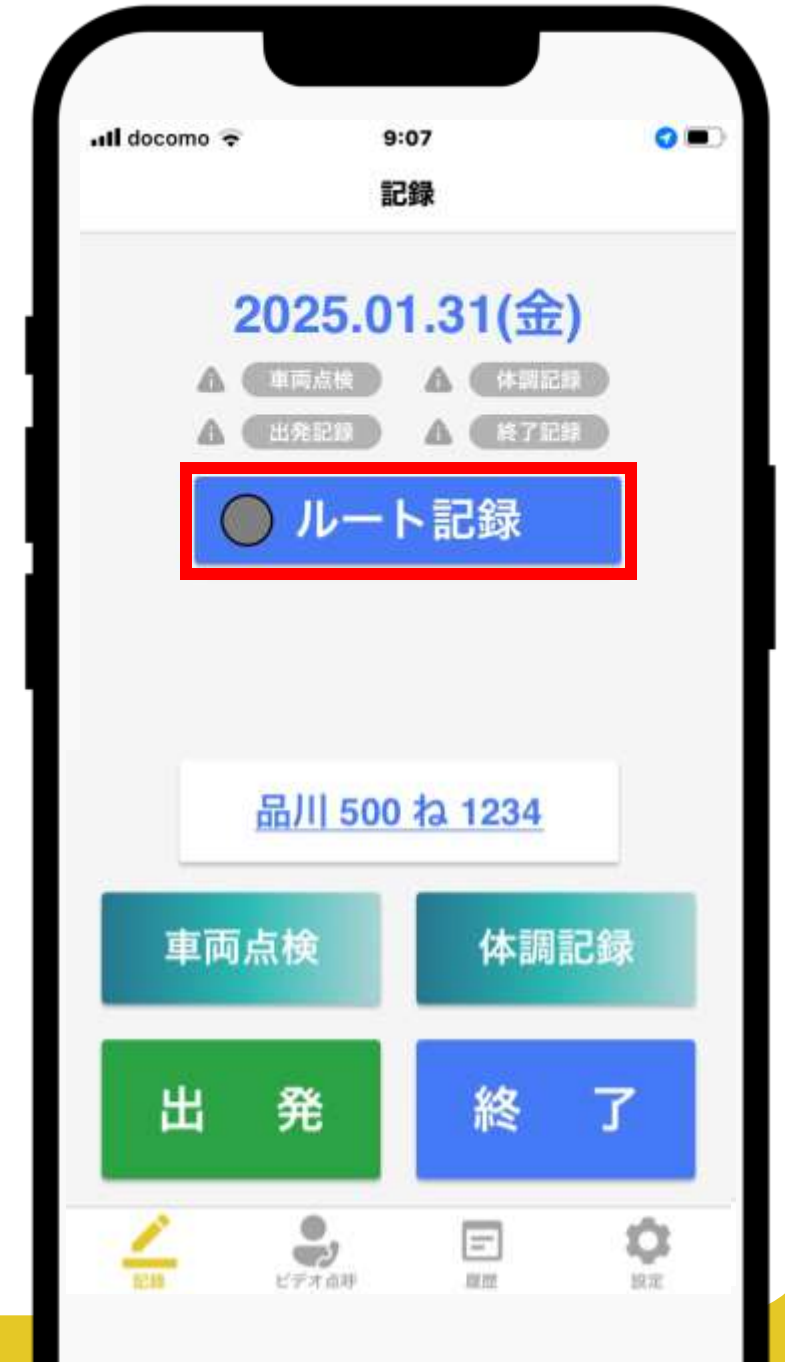 docomo 9:07
記録
2025.01.31(金)
車両点検 体調記録
出発記録 終了記録
ルート記録
品川 500 ね 1234
車両点検 体調記録
出 発 終 了
記録 ビデオ点呼 履歴 設定